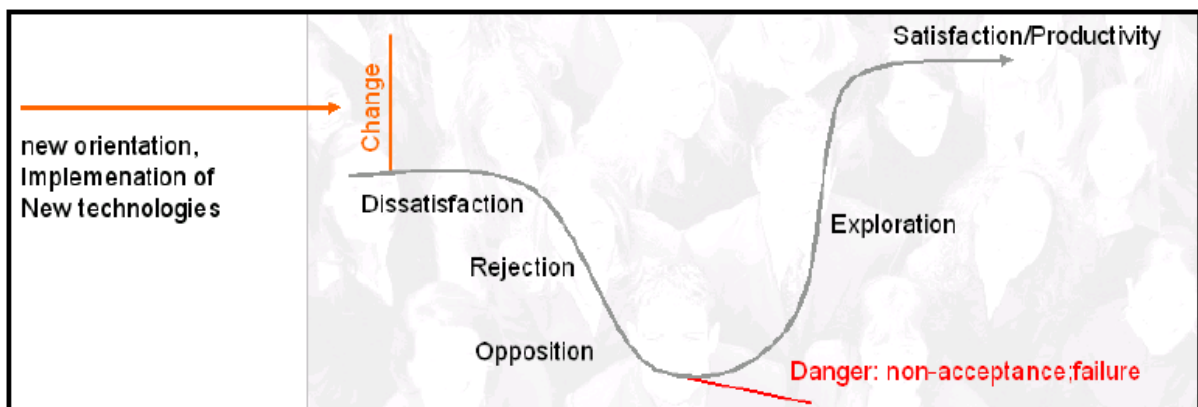 Satisfaction/Productivity
Change
new orientation,
Implemenation of
New technologies
Dissatisfaction
Exploration
Rejection
Opposition
Danger: non-acceptance;failure